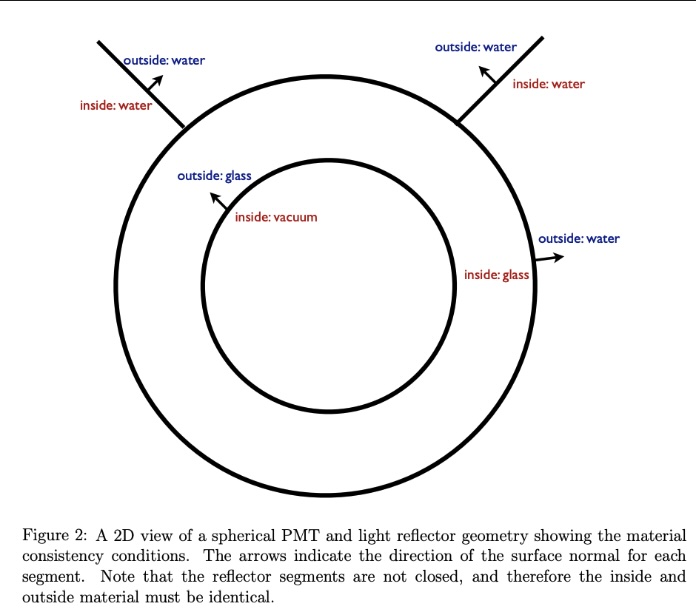 outside: water
outside: water
inside: water
inside: water
outside: glass
inside: vacuum
outside: water
inside: glass
Figure 2: A 2D view of a spherical PMT and light reflector geometry showing the material
consistency conditions. The arrows indicate the direction of the surface normal for each
segment. Note that the reflector segments are not closed, and therefore the inside and
outside material must be identical.